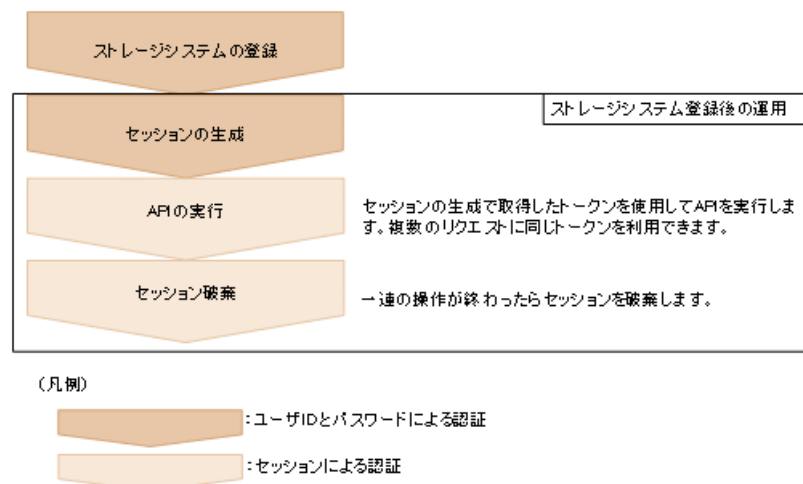 ストレージシステムの登録
ストレージシステム登録後の運用
セッションの生成
APIの実行
セッションの生成で取得したトークンを使用してAPIを実行しま
す。複数のリクエストに同じトークンを利用できます。
セッション破棄
一連の操作が終わったらセッションを破棄します。
(凡例)
:ユーザIDとパスワードによる認証
:セッションによる認証